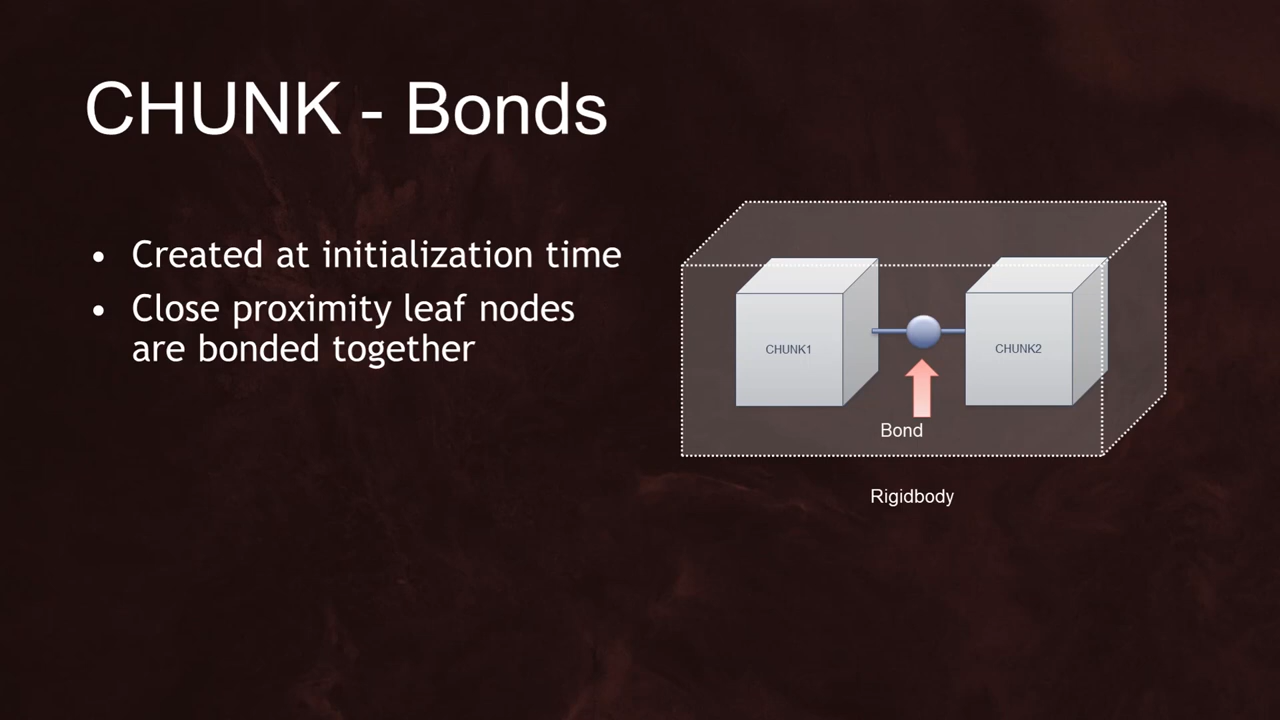 CHUNK - Bonds
• Created at initialization time
• Close proximity leaf nodes
are bonded together
CHUNK1
CHUNK2
Bond
Rigidbody